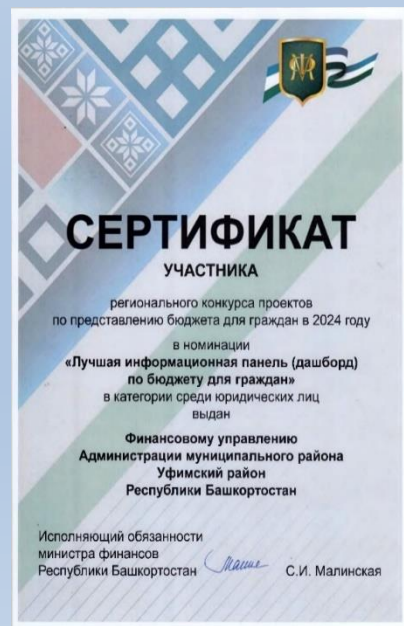 СЕРТИФИКАТ
УЧАСТНИКА
регионального конкурса проектов
по представлению бюджета для граждан в 2024 году
в номинации
«Лучшая информационная панель (дашборд)
по бюджету для граждан»
в категории среди юридических лиц
выдан
Финансовому управлению
Администрации муниципального района
Уфимский район
Республики Башкортостан
Исполняющий обязанности
министра финансов
Республики Башкортостан С.И. Малинская